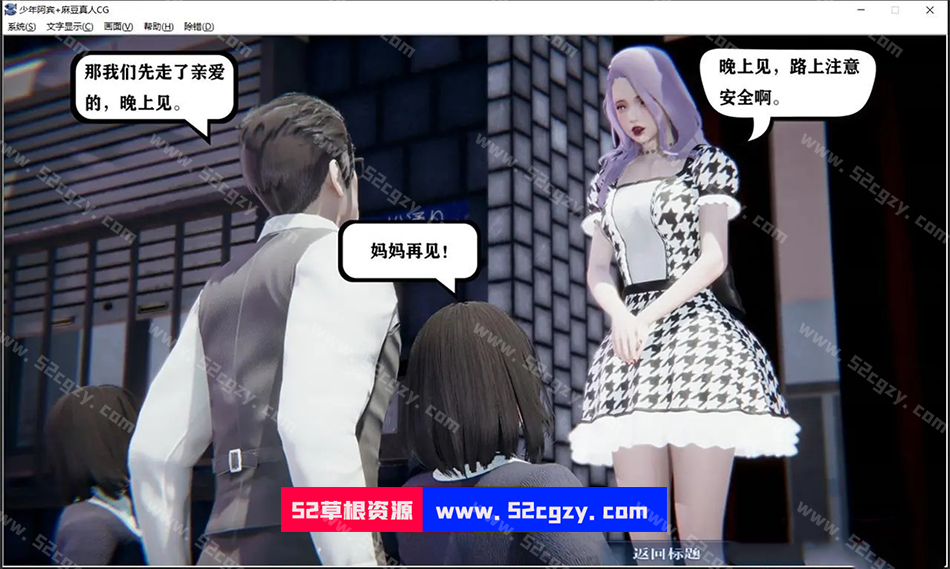 少年阿宾+麻豆真人CG
系统(S) 文字显示(C) 画面(V) 帮助(H) 除错(D)
那我们先走了亲爱
的，晚上见。
晚上见，路上注意
安全啊。
妈妈再见！
52草根资源 www.52cgzy.com
返回标题
www.52cgzy.com